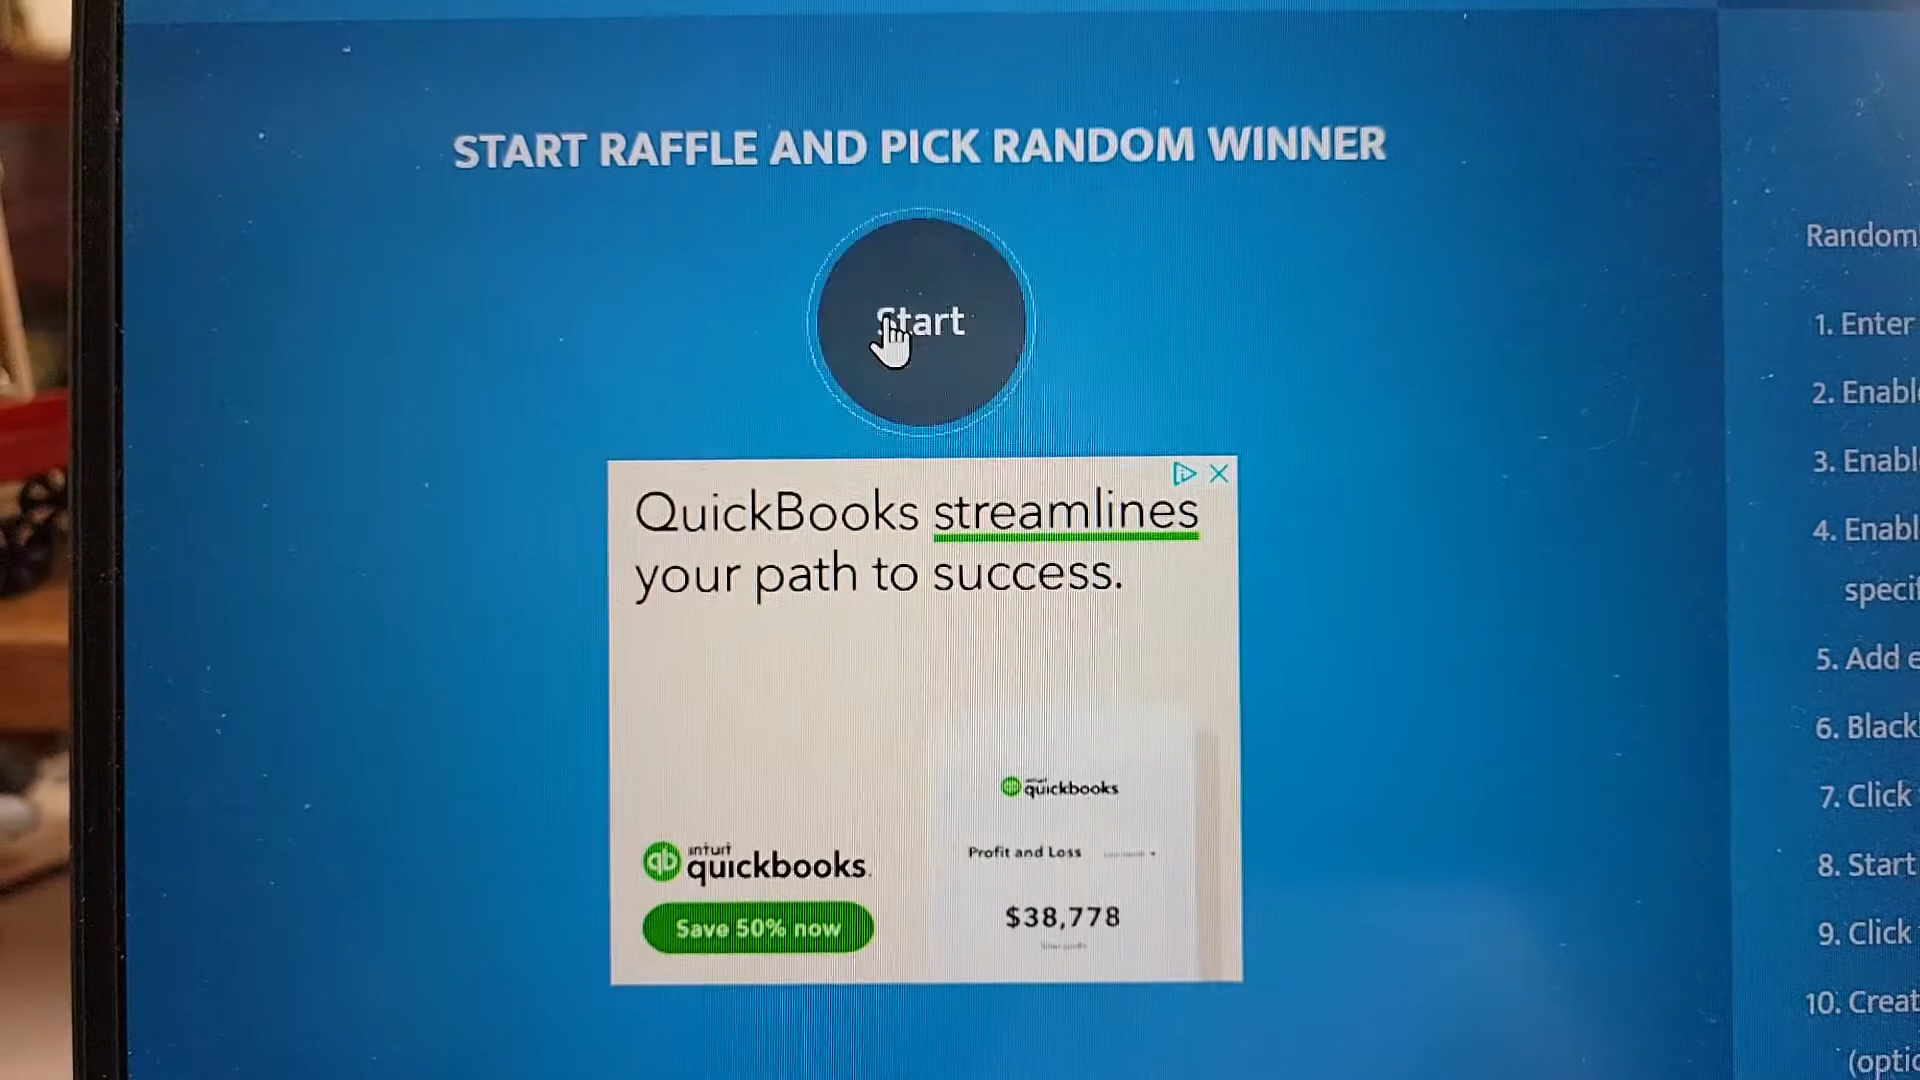 START RAFFLE AND PICK RANDOM WINNER
Start
QuickBooks streamlines
your path to success.
quickbooks
Profit and Loss
$38,778
intuit
quickbooks.
Save 50% now
Random
1. Enter
2. Enabl
3. Enabl
4. Enabl
specif
5. Add e
6. Black
7. Click
8. Start
9. Click
10. Creat
(optio